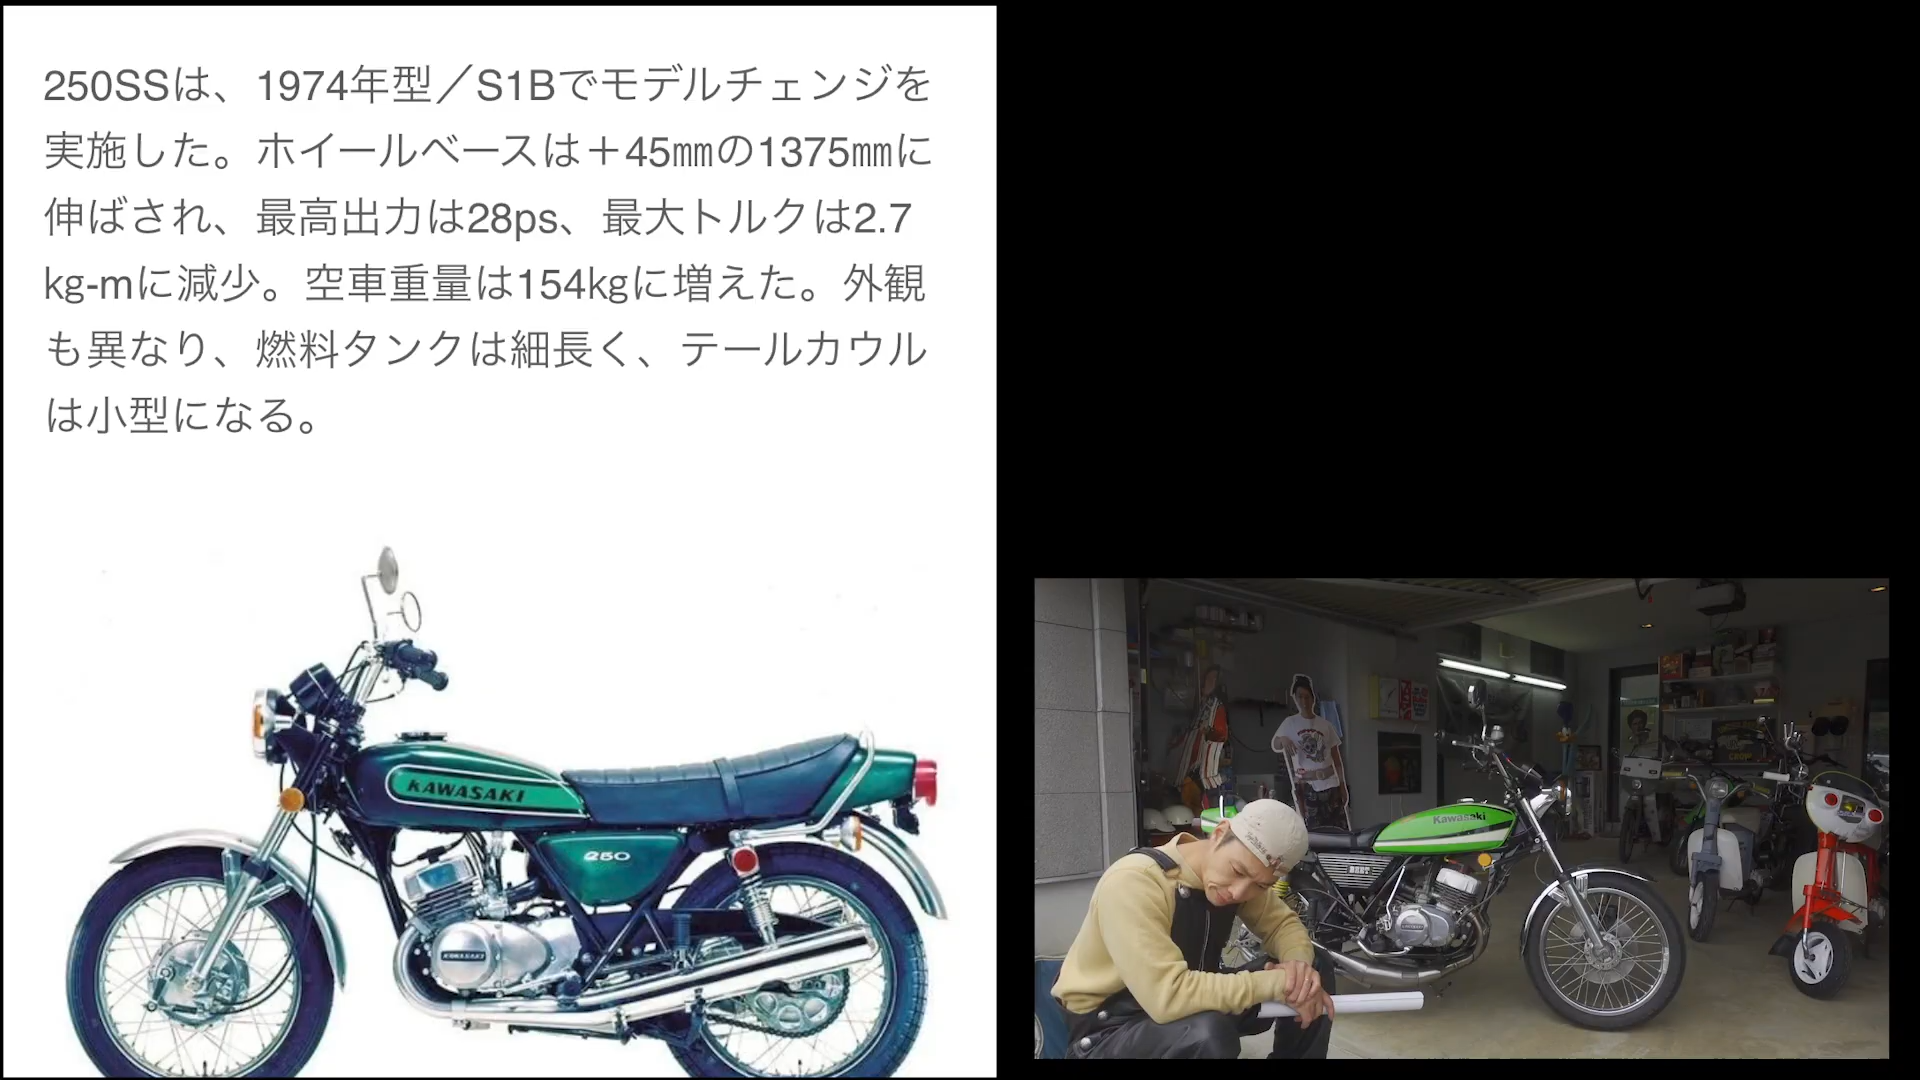 250SSは、1974年型／S1Bでモデルチェンジを
実施した。ホイールベースは＋45㎜の1375㎜に
伸ばされ、最高出力は28ps、最大トルクは2.7
kg-mに減少。空車重量は154kgに増えた。外観
も異なり、燃料タンクは細長く、テールカウル
は小型になる。
KAWASAKI
250
KAWASAKI
Kawasaki
BEET